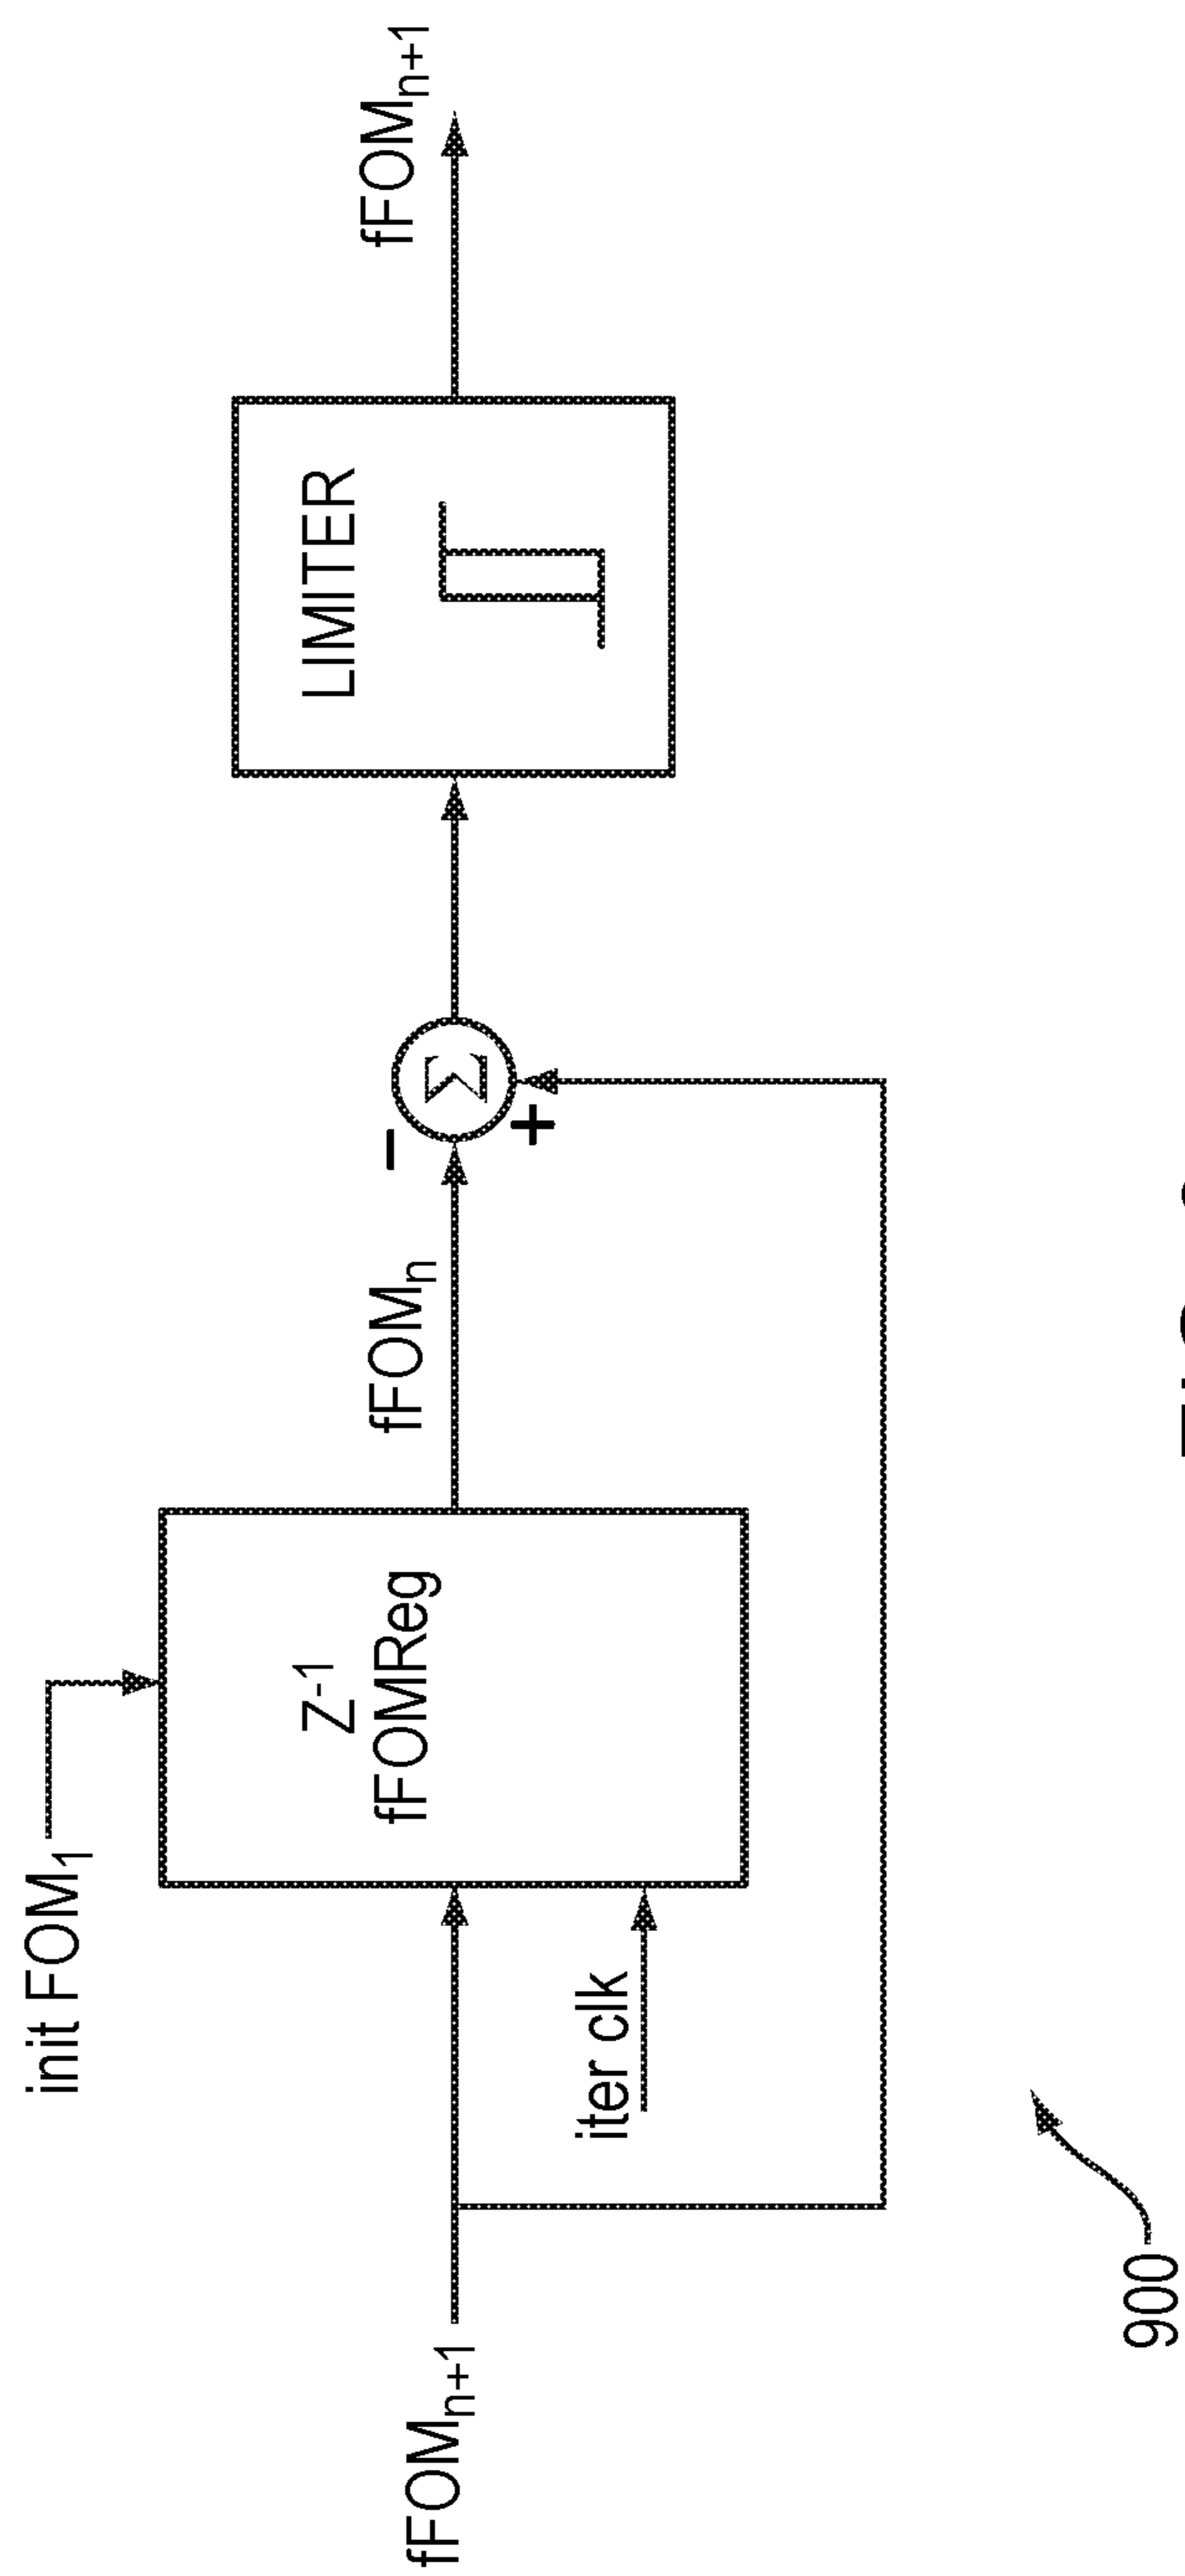 init FOM₁
Z⁻¹
fFOMReg
fFOMₙ₊₁
iter clk
fFOMₙ
−
+
Σ
LIMITER
fFOMₙ₊₁
900